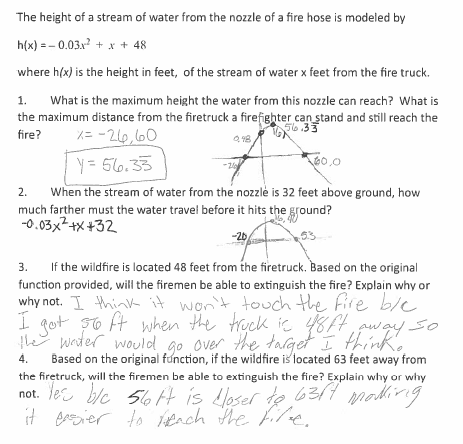 The height of a stream of water from the nozzle of a fire hose is modeled by
h(x) = – 0.03x² + x + 48
where h(x) is the height in feet, of the stream of water x feet from the fire truck.
1. What is the maximum height the water from this nozzle can reach? What is
the maximum distance from the firetruck a firefighter can stand and still reach the
fire? x = -26, 60
56.33
0,48
y = 56.33
60,0
2. When the stream of water from the nozzle is 32 feet above ground, how
much farther must the water travel before it hits the ground?
-0.03x²+x+32
-20 53
3. If the wildfire is located 48 feet from the firetruck. Based on the original
function provided, will the firemen be able to extinguish the fire? Explain why or
why not. I think it won't touch the fire b/c
I got 56 ft when the truck is 48ft away so
the water would go over the target I think.
4. Based on the original function, if the wildfire is located 63 feet away from
the firetruck, will the firemen be able to extinguish the fire? Explain why or why
not. Yes b/c 56 ft is closer to 63ft making
it easier to reach the fire.